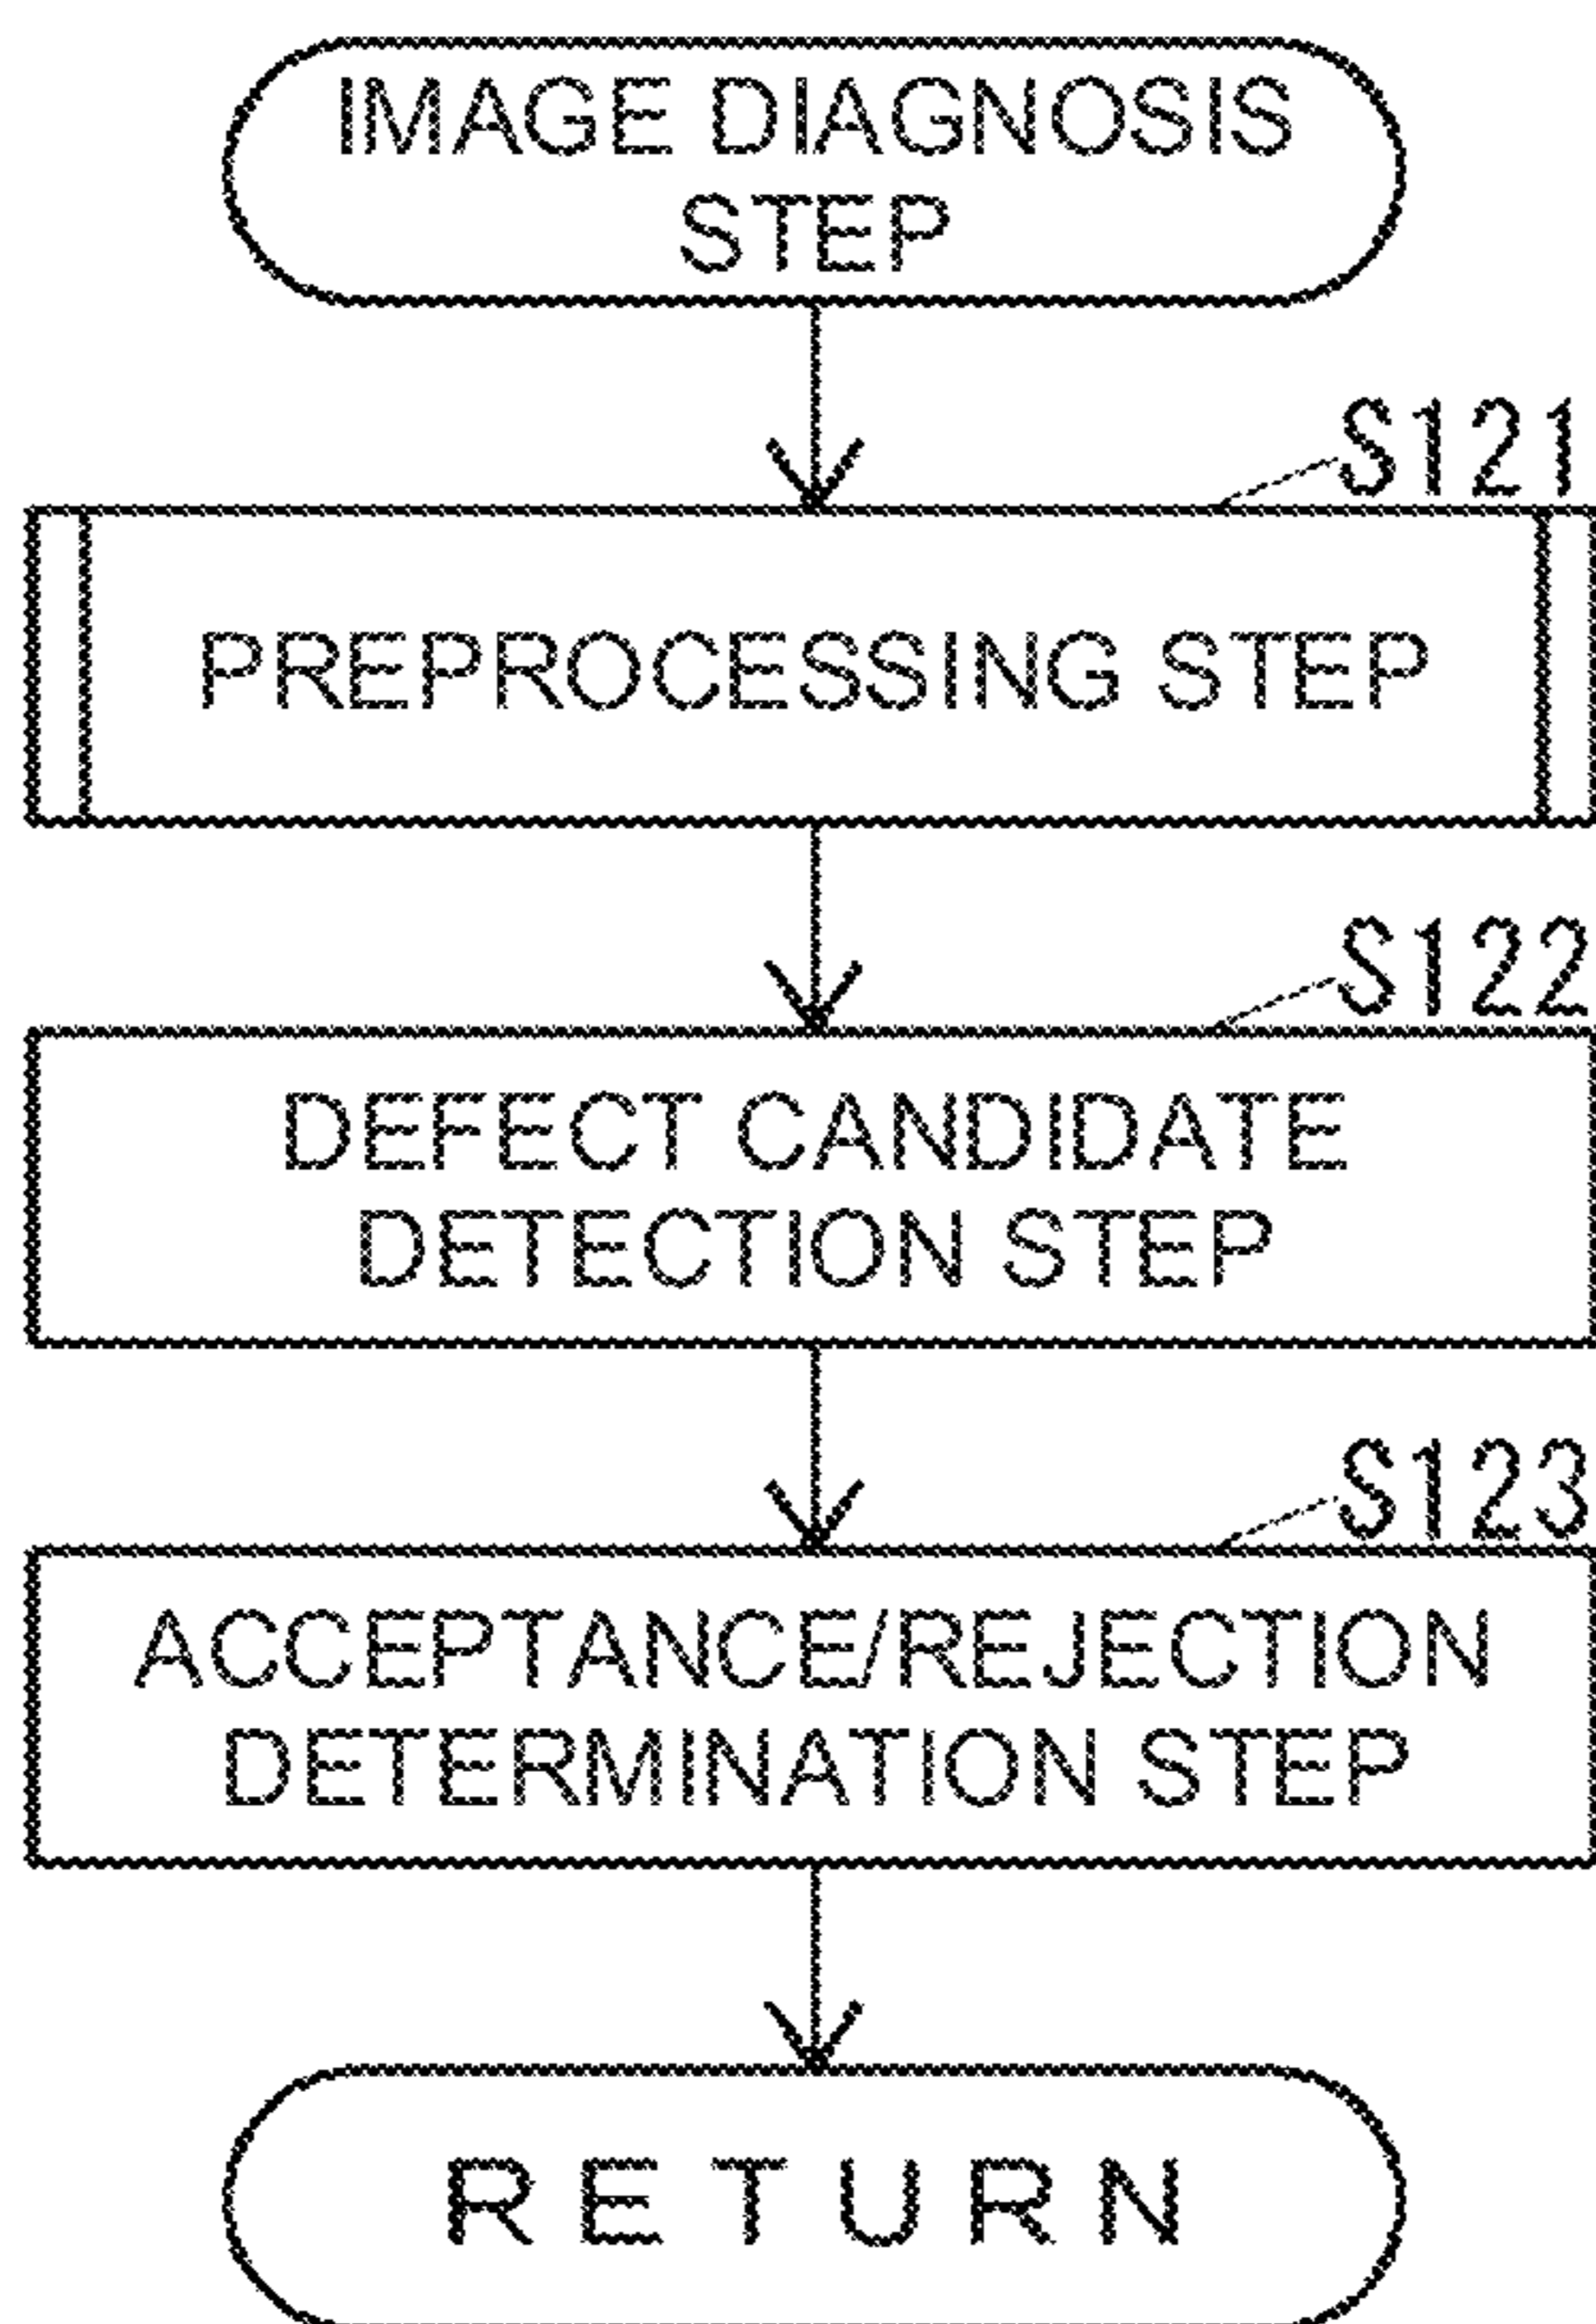 IMAGE DIAGNOSIS
STEP
S121
PREPROCESSING STEP
S122
DEFECT CANDIDATE
DETECTION STEP
S123
ACCEPTANCE/REJECTION
DETERMINATION STEP
RETURN